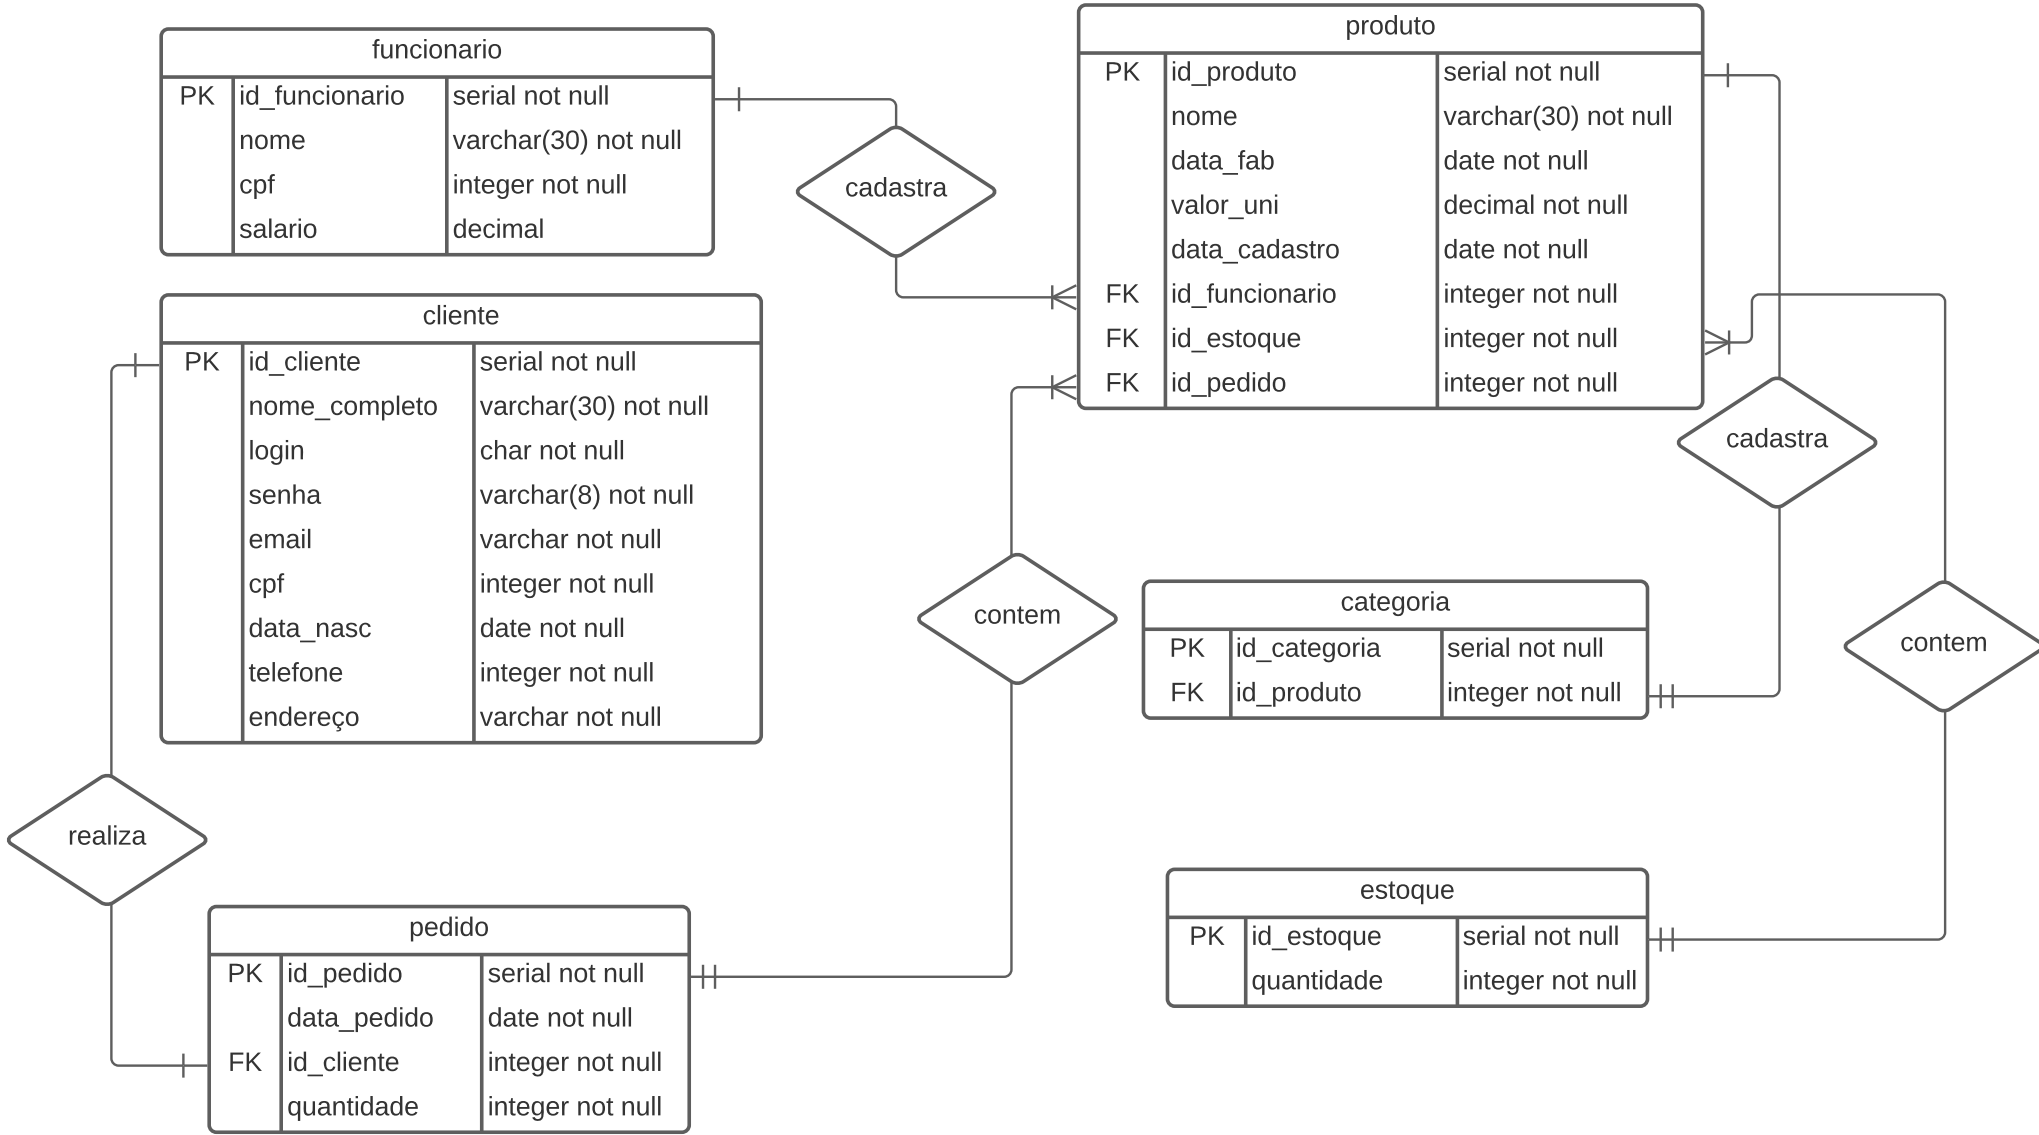 funcionario
PK id_funcionario serial not null
nome varchar(30) not null
cpf integer not null
salario decimal
cadastra
produto
PK id_produto serial not null
nome varchar(30) not null
data_fab date not null
valor_uni decimal not null
data_cadastro date not null
FK id_funcionario integer not null
FK id_estoque integer not null
FK id_pedido integer not null
cliente
PK id_cliente serial not null
nome_completo varchar(30) not null
login char not null
senha varchar(8) not null
email varchar not null
cpf integer not null
data_nasc date not null
telefone integer not null
endereço varchar not null
cadastra
contem
categoria
PK id_categoria serial not null
FK id_produto integer not null
contem
realiza
pedido
PK id_pedido serial not null
data_pedido date not null
FK id_cliente integer not null
quantidade integer not null
estoque
PK id_estoque serial not null
quantidade integer not null